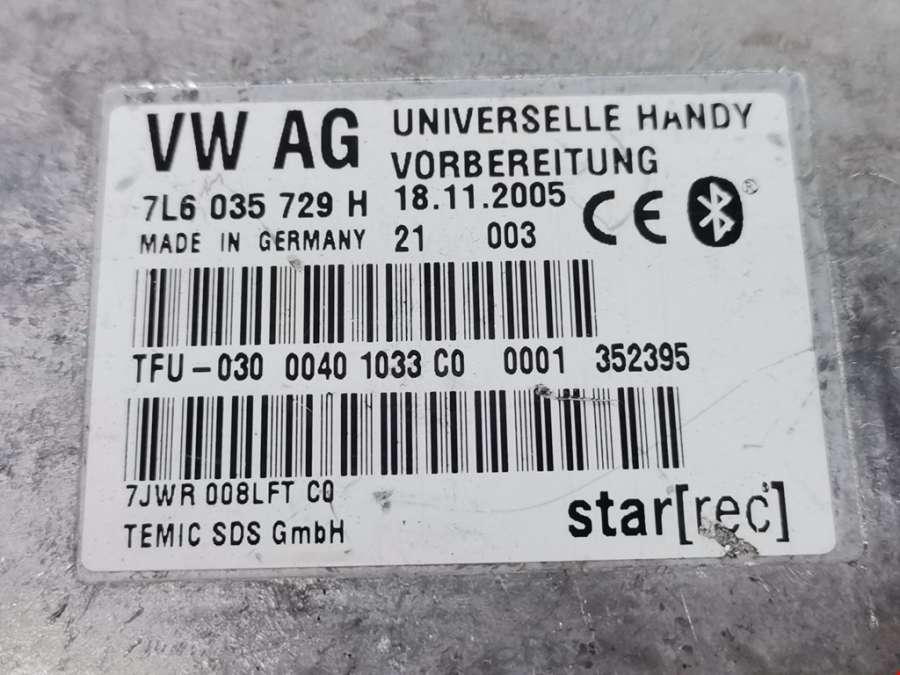 VW AG
UNIVERSELLE HANDY
VORBEREITUNG
7L6 035 729 H
18.11.2005
MADE IN GERMANY
21 003
CE
TFU-030 0040 1033 C0 0001 352395
7JWR 008LFT C0
TEMIC SDS GmbH
star[rec]